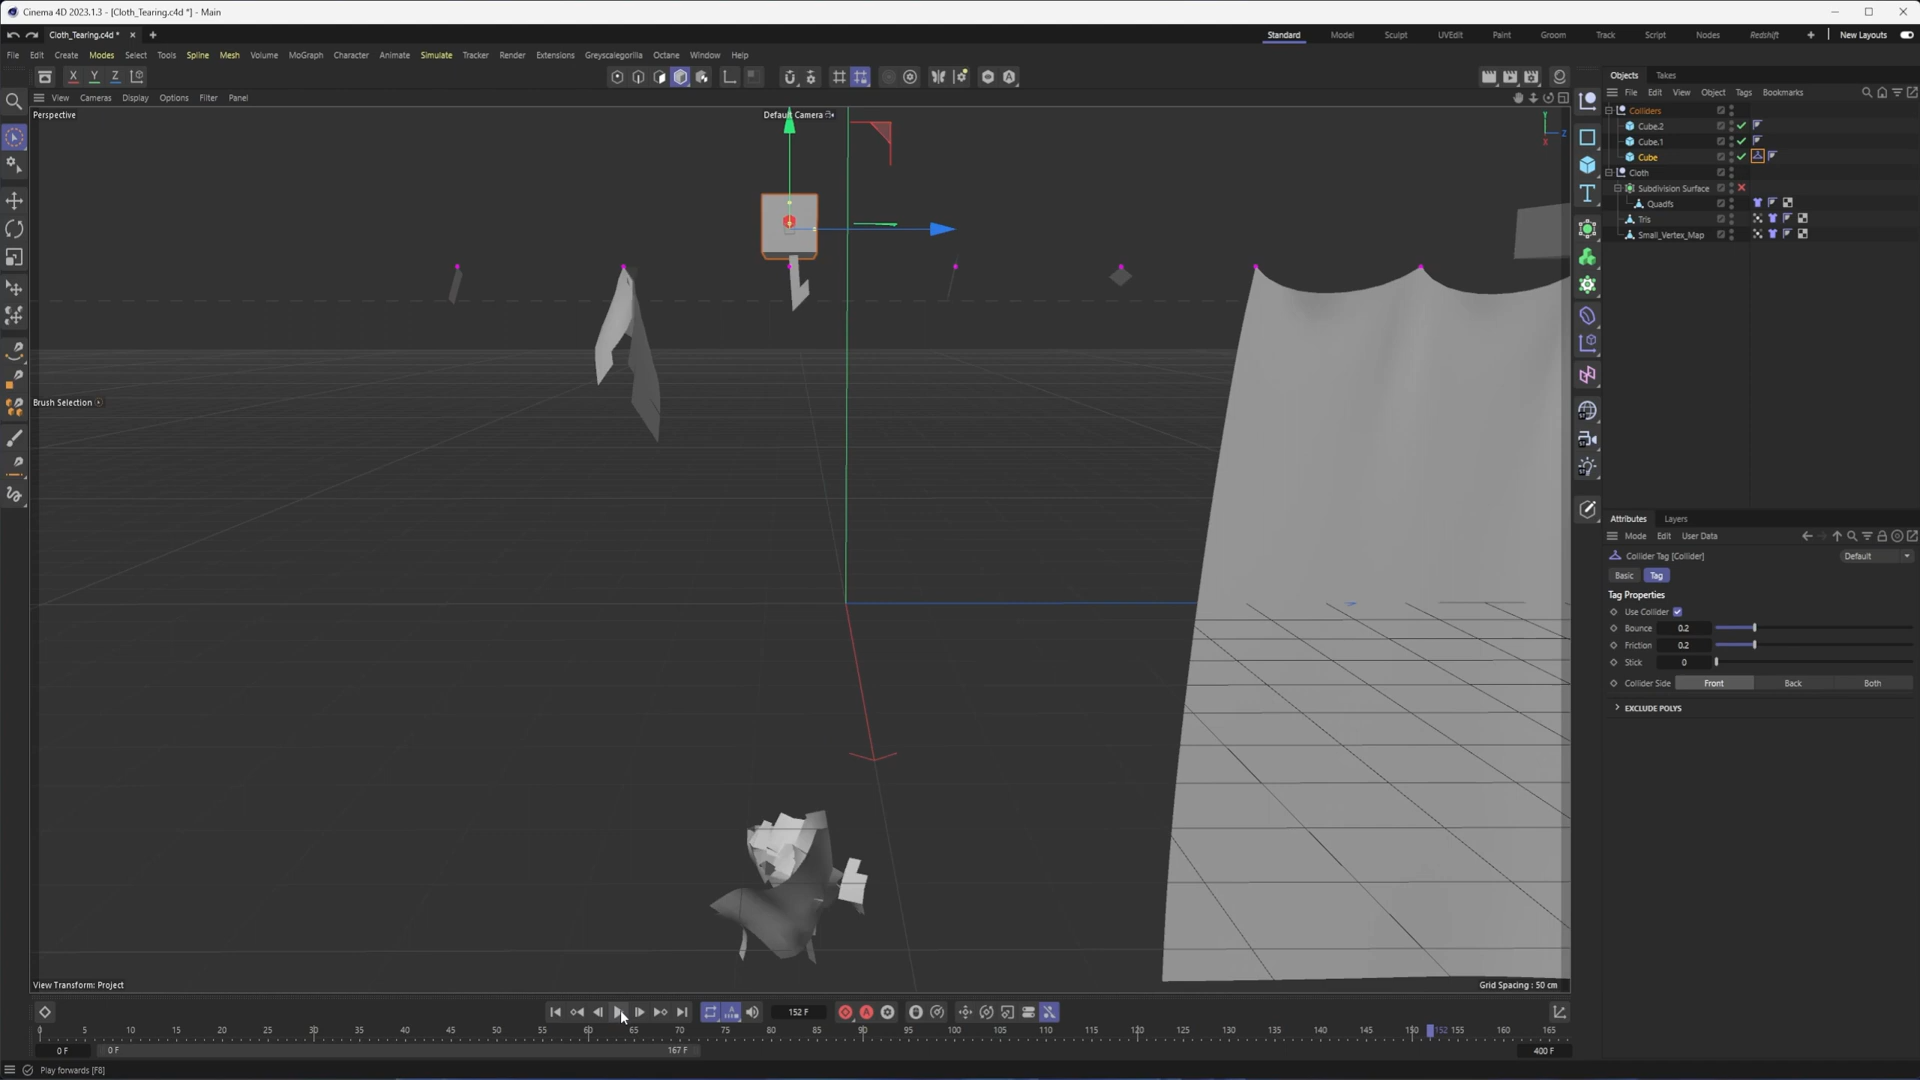 Cinema 4D 2023.1.3 - [Cloth_Tearing.c4d *] - Main
Cloth_Tearing.c4d *
Standard Model Sculpt UVEdit Paint Groom Track Script Nodes Redshift New Layouts
File Edit Create Modes Select Tools Spline Mesh Volume MoGraph Character Animate Simulate Tracker Render Extensions Greyscalegorilla Octane Window Help
X Y Z
View Cameras Display Options Filter Panel
Perspective
Default Camera
Y
Z
X
Brush Selection
View Transform: Project
Grid Spacing : 50 cm
Objects Takes
File Edit View Object Tags Bookmarks
Colliders
Cube.2
Cube.1
Cube
Cloth
Subdivision Surface
Quadfs
Tris
Small_Vertex_Map
Attributes Layers
Mode Edit User Data
Collider Tag [Collider] Default
Basic Tag
Tag Properties
Use Collider
Bounce 0.2
Friction 0.2
Stick 0
Collider Side Front Back Both
EXCLUDE POLYS
152 F
0 5 10 15 20 25 30 35 40 45 50 55 60 65 70 75 80 85 90 95 100 105 110 115 120 125 130 135 140 145 150 152 155 160 165
0 F 0 F 167 F 400 F
Play forwards [F8]